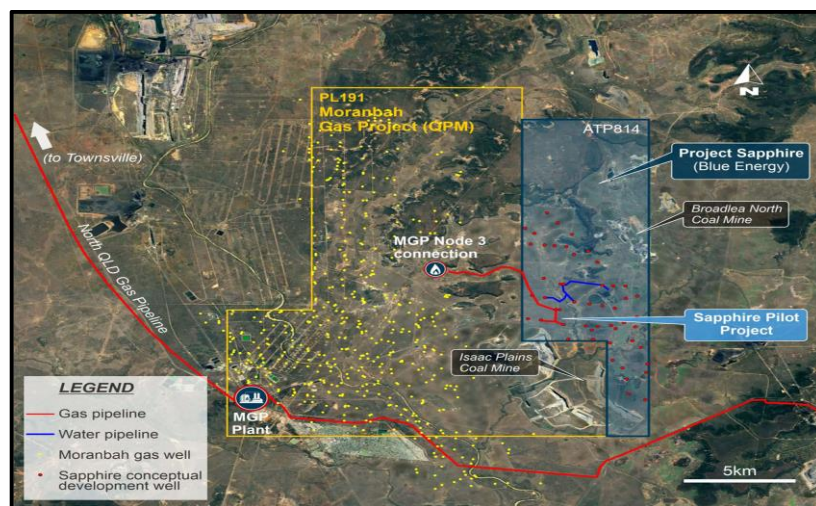 PL191
Moranbah
Gas Project (QPM)
ATP814
N
(to Townsville)
Project Sapphire
(Blue Energy)
Broadlea North
Coal Mine
MGP Node 3
connection
North QLD Gas Pipeline
Sapphire Pilot
Project
Isaac Plains
Coal Mine
MGP
Plant
LEGEND
Gas pipeline
Water pipeline
Moranbah gas well
Sapphire conceptual
development well
5km